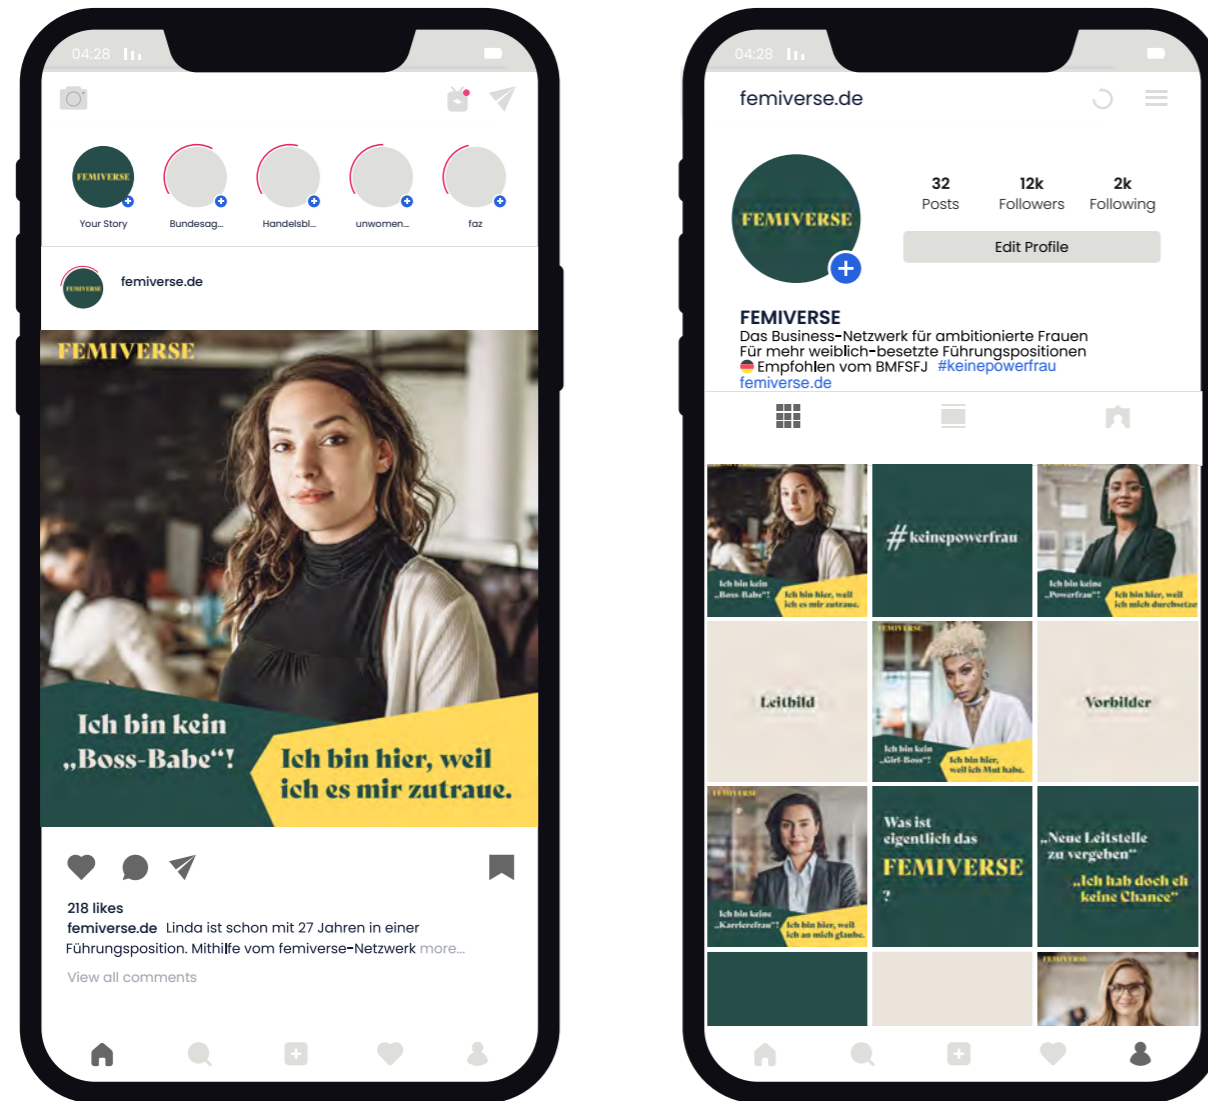 04:28
FEMIVERSE
Your Story
Bundesag...
Handelsbl...
unwomen...
faz
FEMIVERSE
femiverse.de
FEMIVERSE
Ich bin kein
„Boss-Babe“!
Ich bin hier, weil
ich es mir zutraue.
218 likes
femiverse.de Linda ist schon mit 27 Jahren in einer
Führungsposition. Mithilfe vom femiverse-Netzwerk more...
View all comments
04:28
femiverse.de
FEMIVERSE
32
Posts
12k
Followers
2k
Following
Edit Profile
FEMIVERSE
Das Business-Netzwerk für ambitionierte Frauen
Für mehr weiblich-besetzte Führungspositionen
Empfohlen vom BMFSFJ #keinepowerfrau
femiverse.de
Ich bin kein
„Boss-Babe“!
Ich bin hier, weil
ich es mir zutraue.
#keinepowerfrau
Ich bin keine
„Powerfrau“!
Ich bin hier, weil
ich mich durchsetze
Leitbild
FEMIVERSE
Ich bin kein
„Girl-Boss“!
Ich bin hier,
weil ich Mut habe.
Vorbilder
FEMIVERSE
Ich bin keine
„Karrierefrau“!
Ich bin hier, weil
ich an mich glaube.
Was ist
eigentlich das
FEMIVERSE
?
„Neue Leitstelle
zu vergeben“
„Ich hab doch eh
keine Chance“
FEMIVERSE